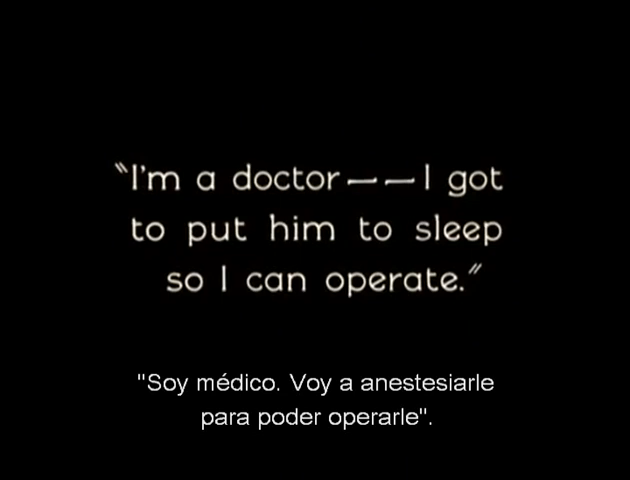 "I'm a doctor——I got
to put him to sleep
so I can operate."
"Soy médico. Voy a anestesiarle
para poder operarle".